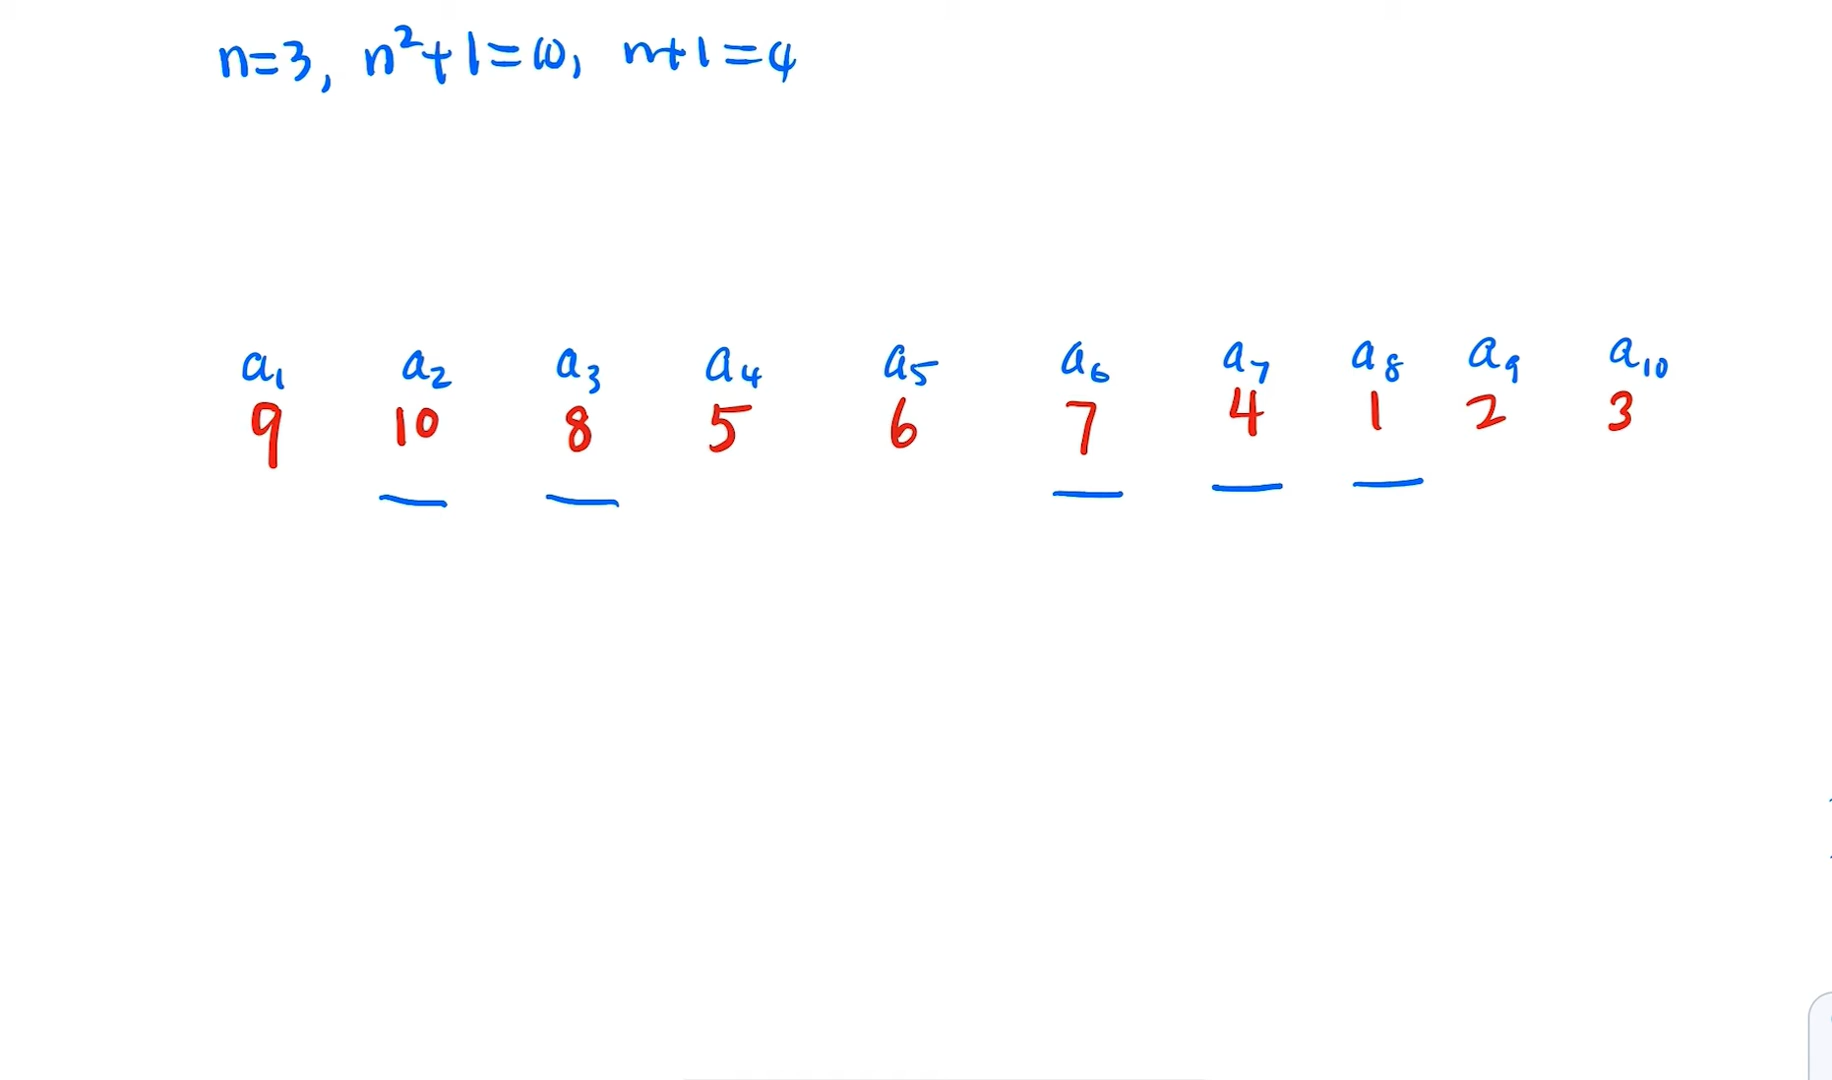 n=3, n²+1=10, n+1=4
a₁ a₂ a₃ a₄ a₅ a₆ a₇ a₈ a₉ a₁₀
9 10 8 5 6 7 4 1 2 3